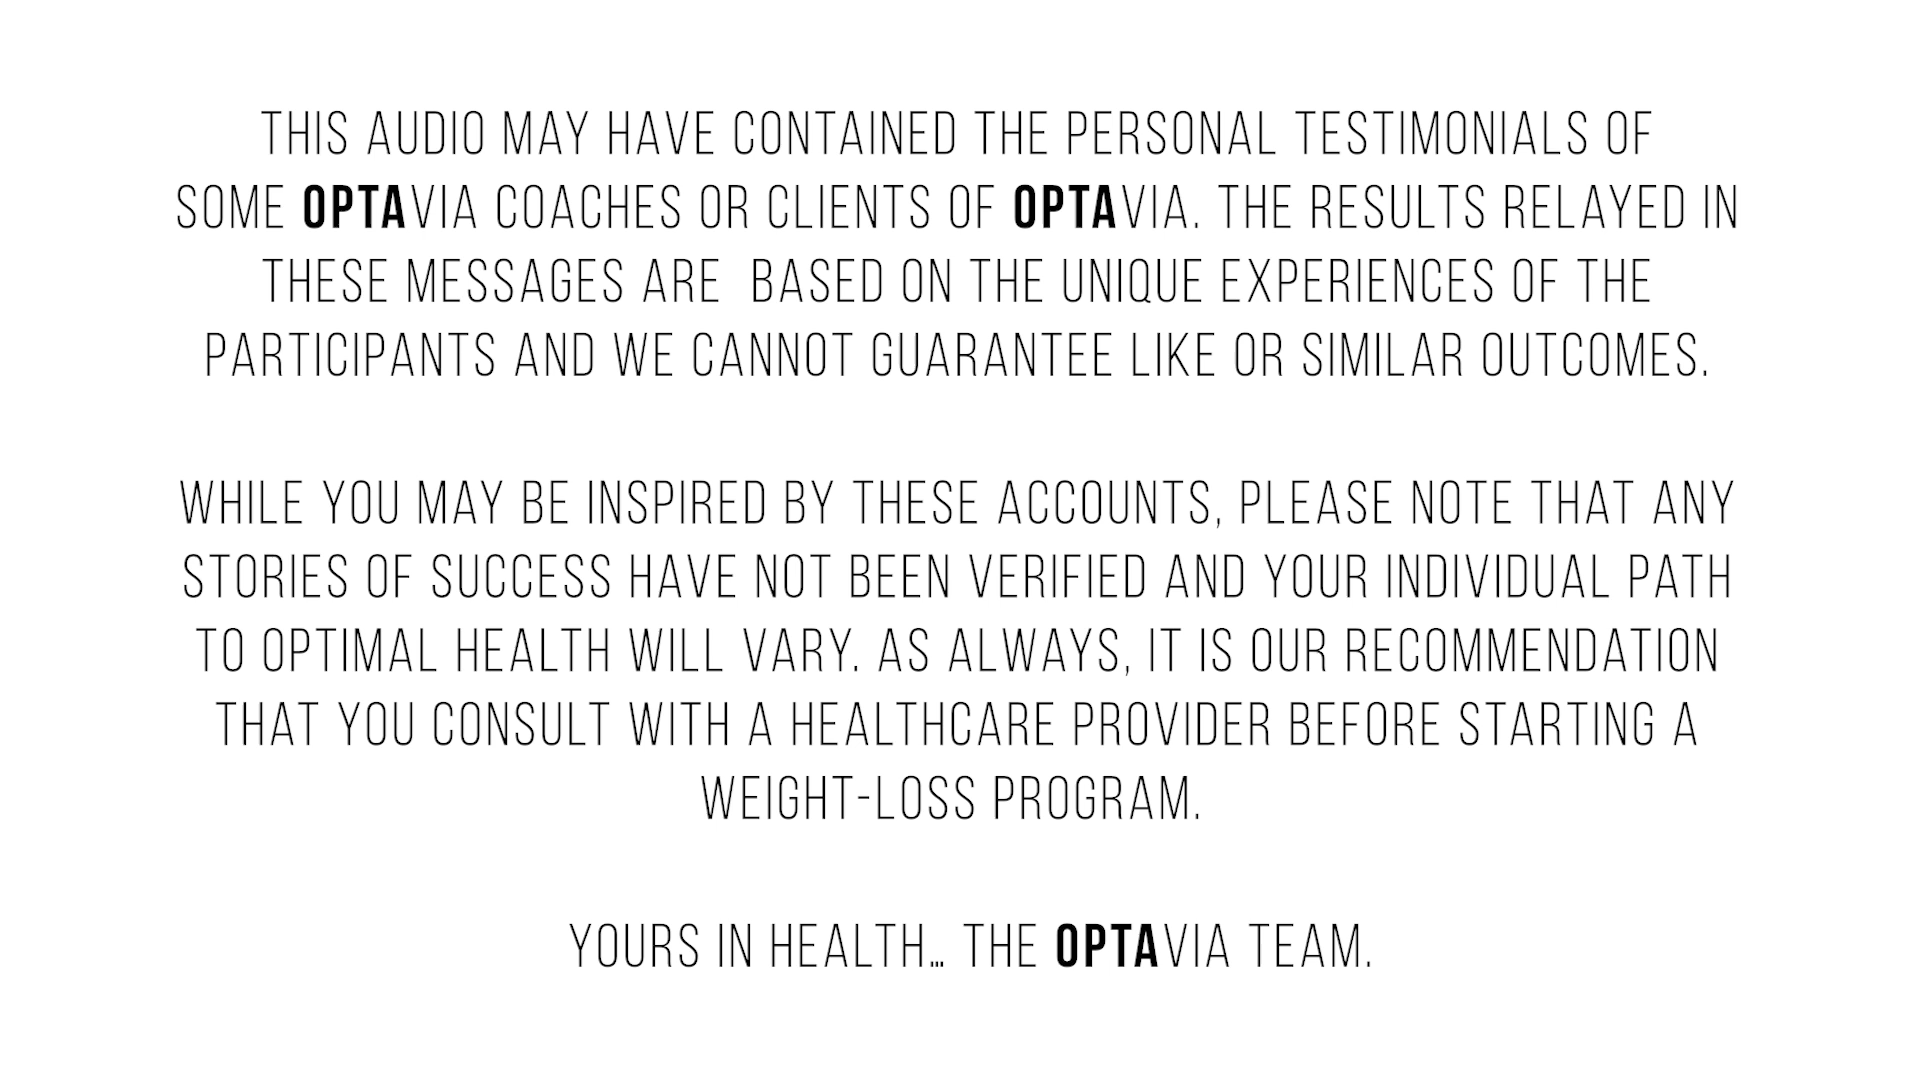 THIS AUDIO MAY HAVE CONTAINED THE PERSONAL TESTIMONIALS OF
SOME OPTAVIA COACHES OR CLIENTS OF OPTAVIA. THE RESULTS RELAYED IN
THESE MESSAGES ARE  BASED ON THE UNIQUE EXPERIENCES OF THE
PARTICIPANTS AND WE CANNOT GUARANTEE LIKE OR SIMILAR OUTCOMES.
WHILE YOU MAY BE INSPIRED BY THESE ACCOUNTS, PLEASE NOTE THAT ANY
STORIES OF SUCCESS HAVE NOT BEEN VERIFIED AND YOUR INDIVIDUAL PATH
TO OPTIMAL HEALTH WILL VARY. AS ALWAYS, IT IS OUR RECOMMENDATION
THAT YOU CONSULT WITH A HEALTHCARE PROVIDER BEFORE STARTING A
WEIGHT-LOSS PROGRAM.
YOURS IN HEALTH… THE OPTAVIA TEAM.